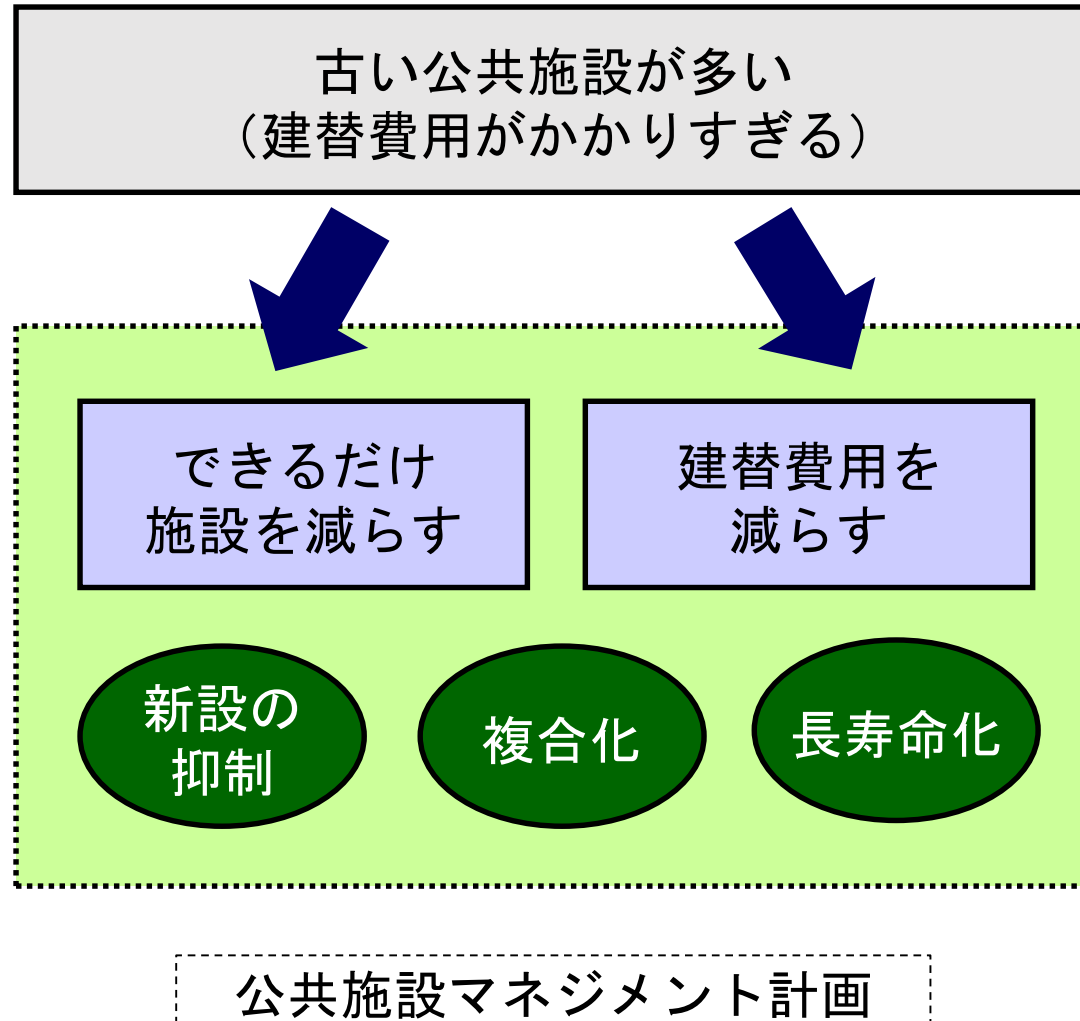 古い公共施設が多い
（建替費用がかかりすぎる）
できるだけ
施設を減らす
建替費用を
減らす
新設の
抑制
複合化
長寿命化
公共施設マネジメント計画